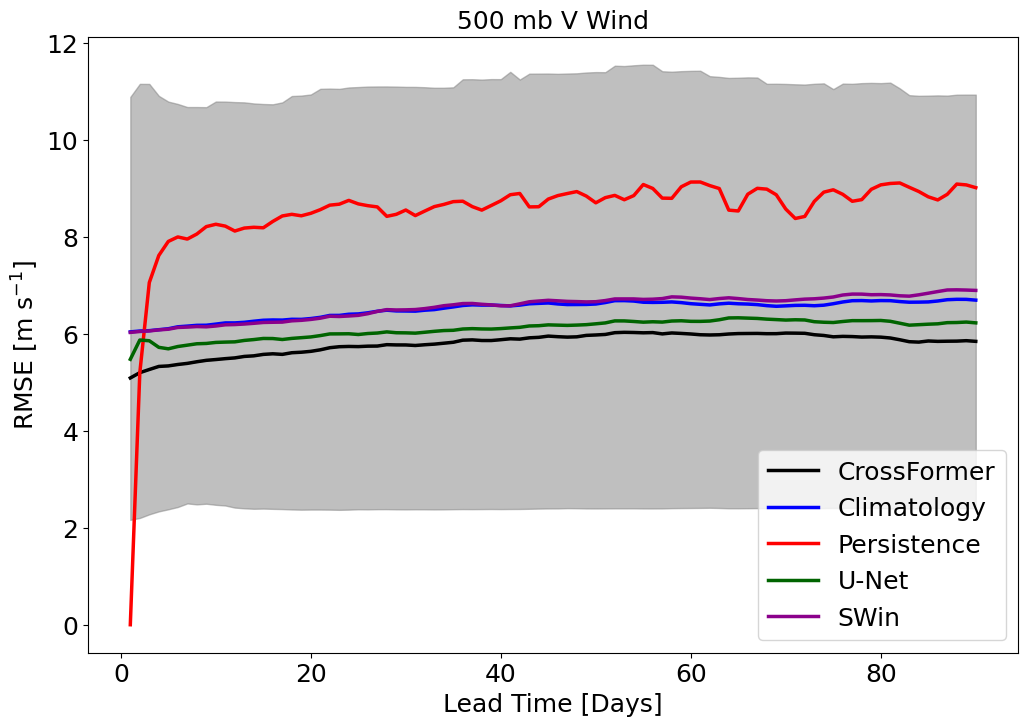 500 mb V Wind
RMSE [m s⁻¹]
12
10
8
6
4
2
0
0 20 40 60 80
Lead Time [Days]
CrossFormer
Climatology
Persistence
U-Net
SWin